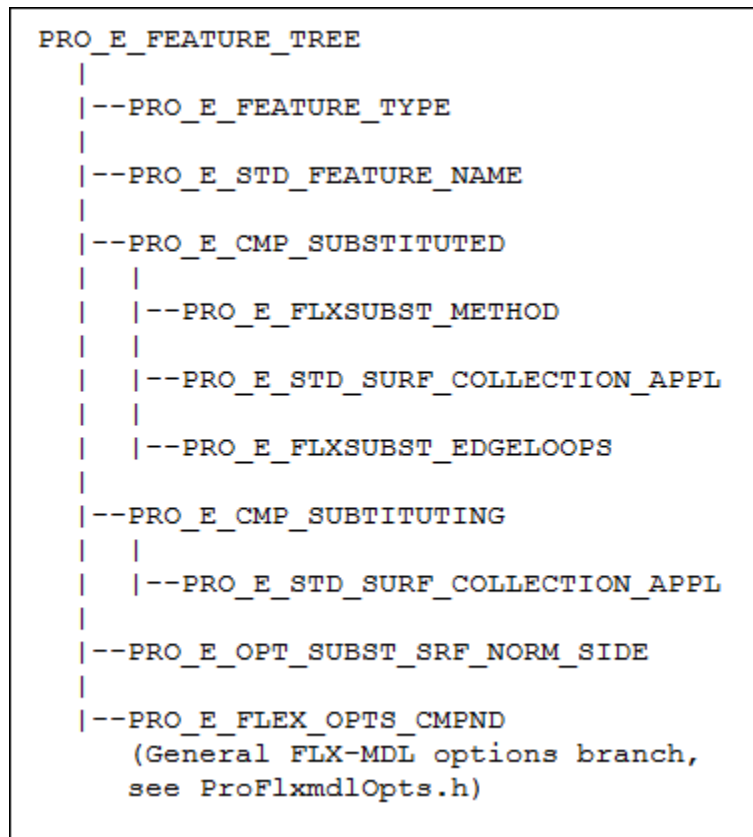 PRO_E_FEATURE_TREE
|
|--PRO_E_FEATURE_TYPE
|
|--PRO_E_STD_FEATURE_NAME
|
|--PRO_E_CMP_SUBSTITUTED
| |
| |--PRO_E_FLXSUBST_METHOD
| |
| |--PRO_E_STD_SURF_COLLECTION_APPL
| |
| |--PRO_E_FLXSUBST_EDGELOOPS
|
|--PRO_E_CMP_SUBTITUTING
| |
| |--PRO_E_STD_SURF_COLLECTION_APPL
|
|--PRO_E_OPT_SUBST_SRF_NORM_SIDE
|
|--PRO_E_FLEX_OPTS_CMPND
(General FLX-MDL options branch,
see ProFlxmdlOpts.h)